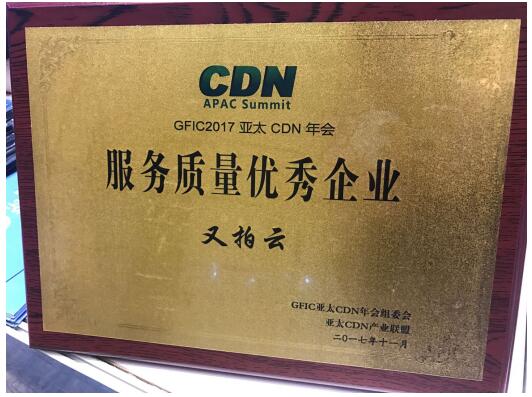 CDN
APAC Summit
GFIC2017 亚太 CDN 年会
服务质量优秀企业
又拍云
GFIC亚太CDN年会组委会
亚太CDN产业联盟
二〇一七年十一月